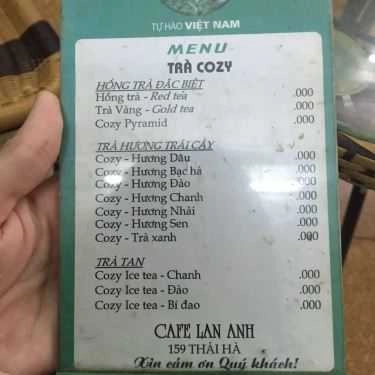 TỰ HÀO VIỆT NAM
MENU
TRÀ COZY
HỒNG TRÀ ĐẶC BIỆT
Hồng trà - Red tea .000
Trà Vàng - Gold tea .000
Cozy Pyramid .000
TRÀ HƯƠNG TRÁI CÂY
Cozy - Hương Dâu .000
Cozy - Hương Bạc hà .000
Cozy - Hương Đào .000
Cozy - Hương Chanh .000
Cozy - Hương Nhài .000
Cozy - Hương Sen .000
Cozy - Trà xanh .000
TRÀ TAN
Cozy Ice tea - Chanh .000
Cozy Ice tea - Đào .000
Cozy Ice tea - Bí đao .000
CAFE LAN ANH
159 THÁI HÀ
Xin cảm ơn Quý khách!